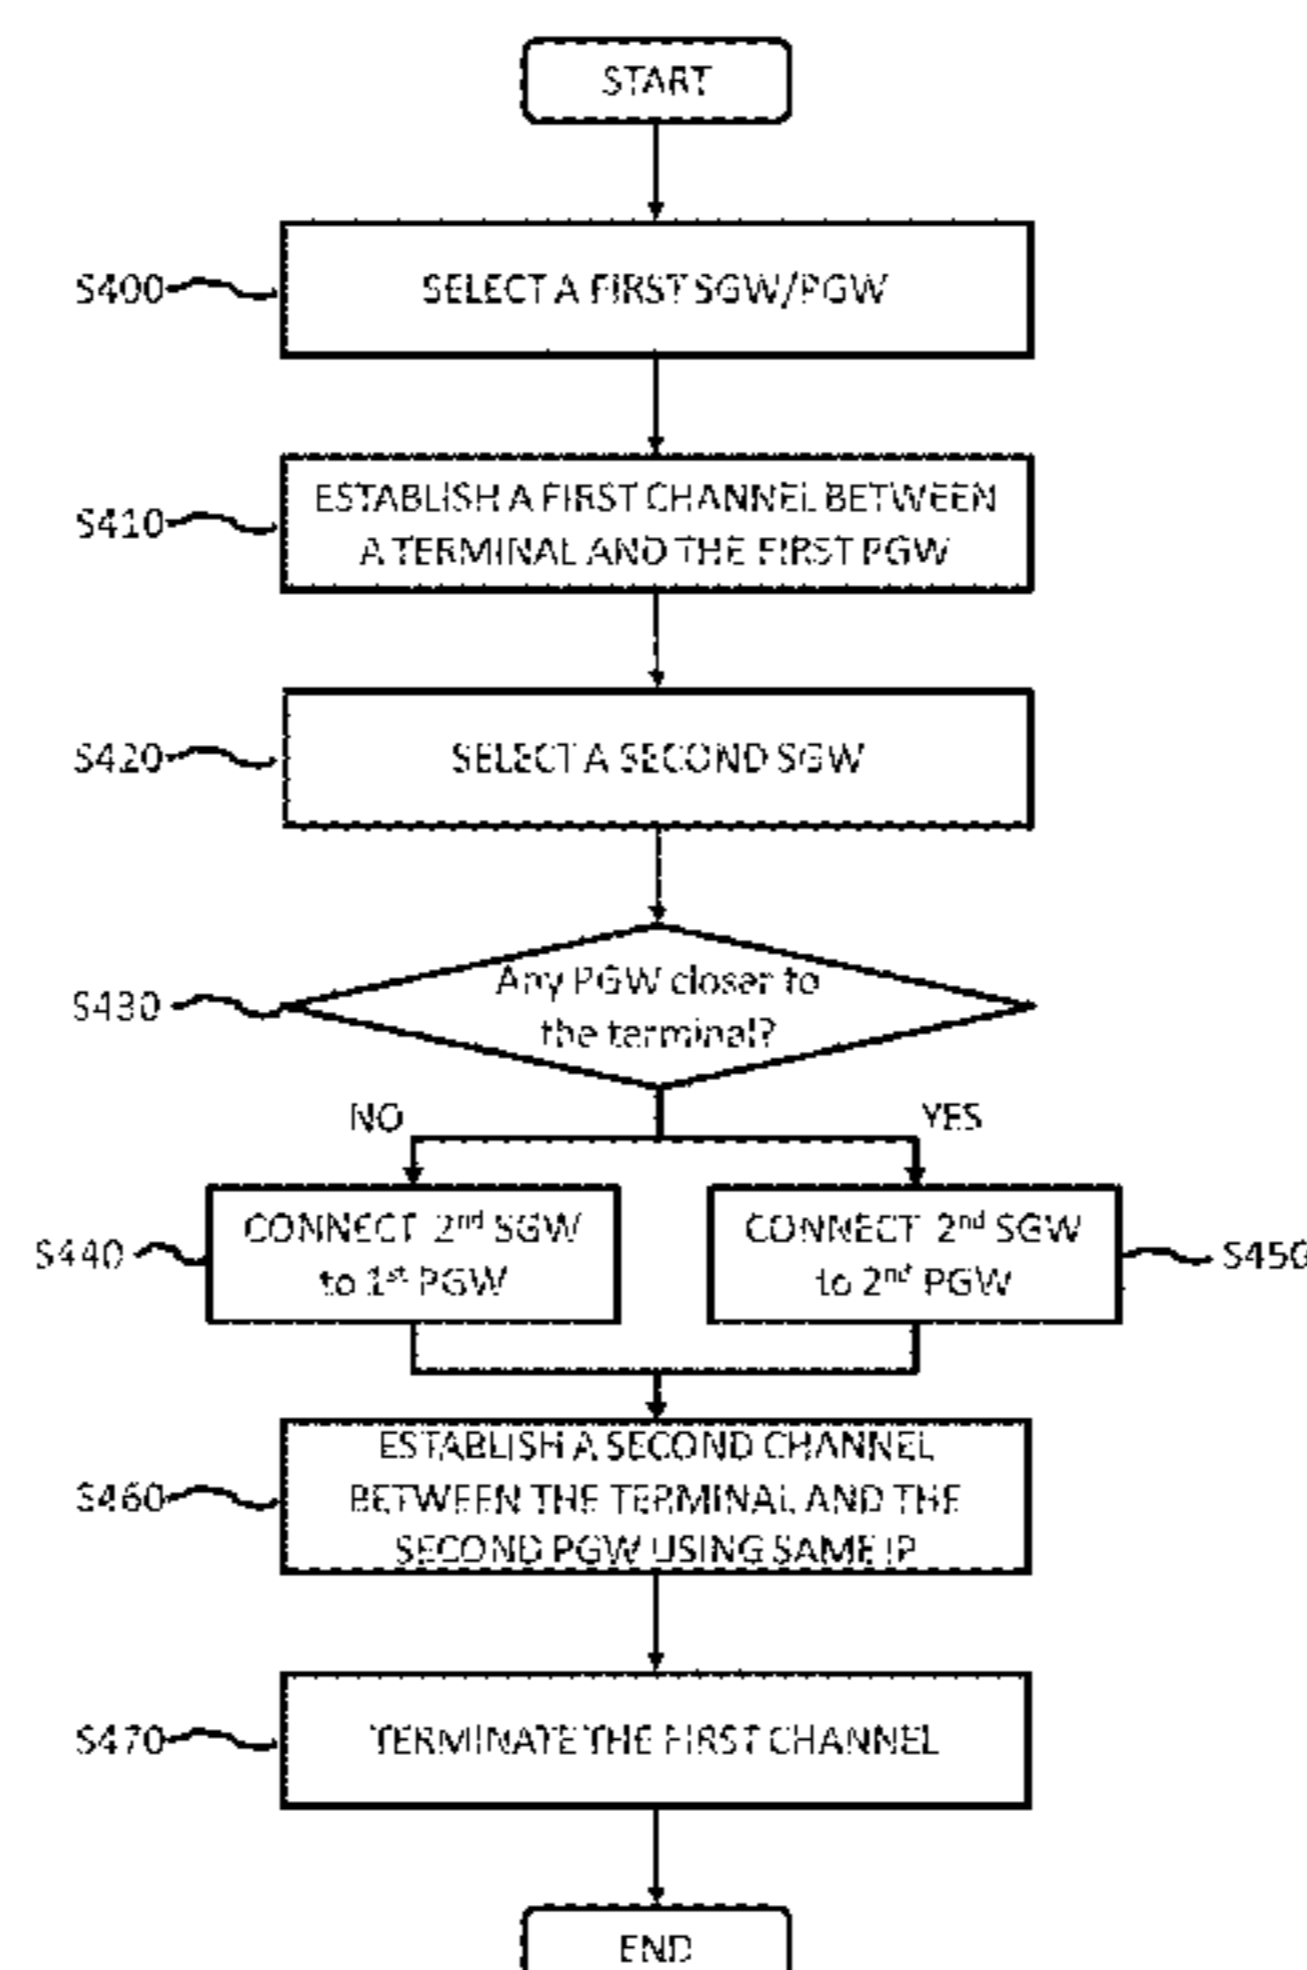 START
S400
SELECT A FIRST SGW/PGW
S410
ESTABLISH A FIRST CHANNEL BETWEEN
A TERMINAL AND THE FIRST PGW
S420
SELECT A SECOND SGW
S430
Any PGW closer to
the terminal?
NO
YES
S440
CONNECT 2nd SGW
to 1st PGW
CONNECT 2nd SGW
to 2nd PGW
S450
S460
ESTABLISH A SECOND CHANNEL
BETWEEN THE TERMINAL AND THE
SECOND PGW USING SAME IP
S470
TERMINATE THE FIRST CHANNEL
END